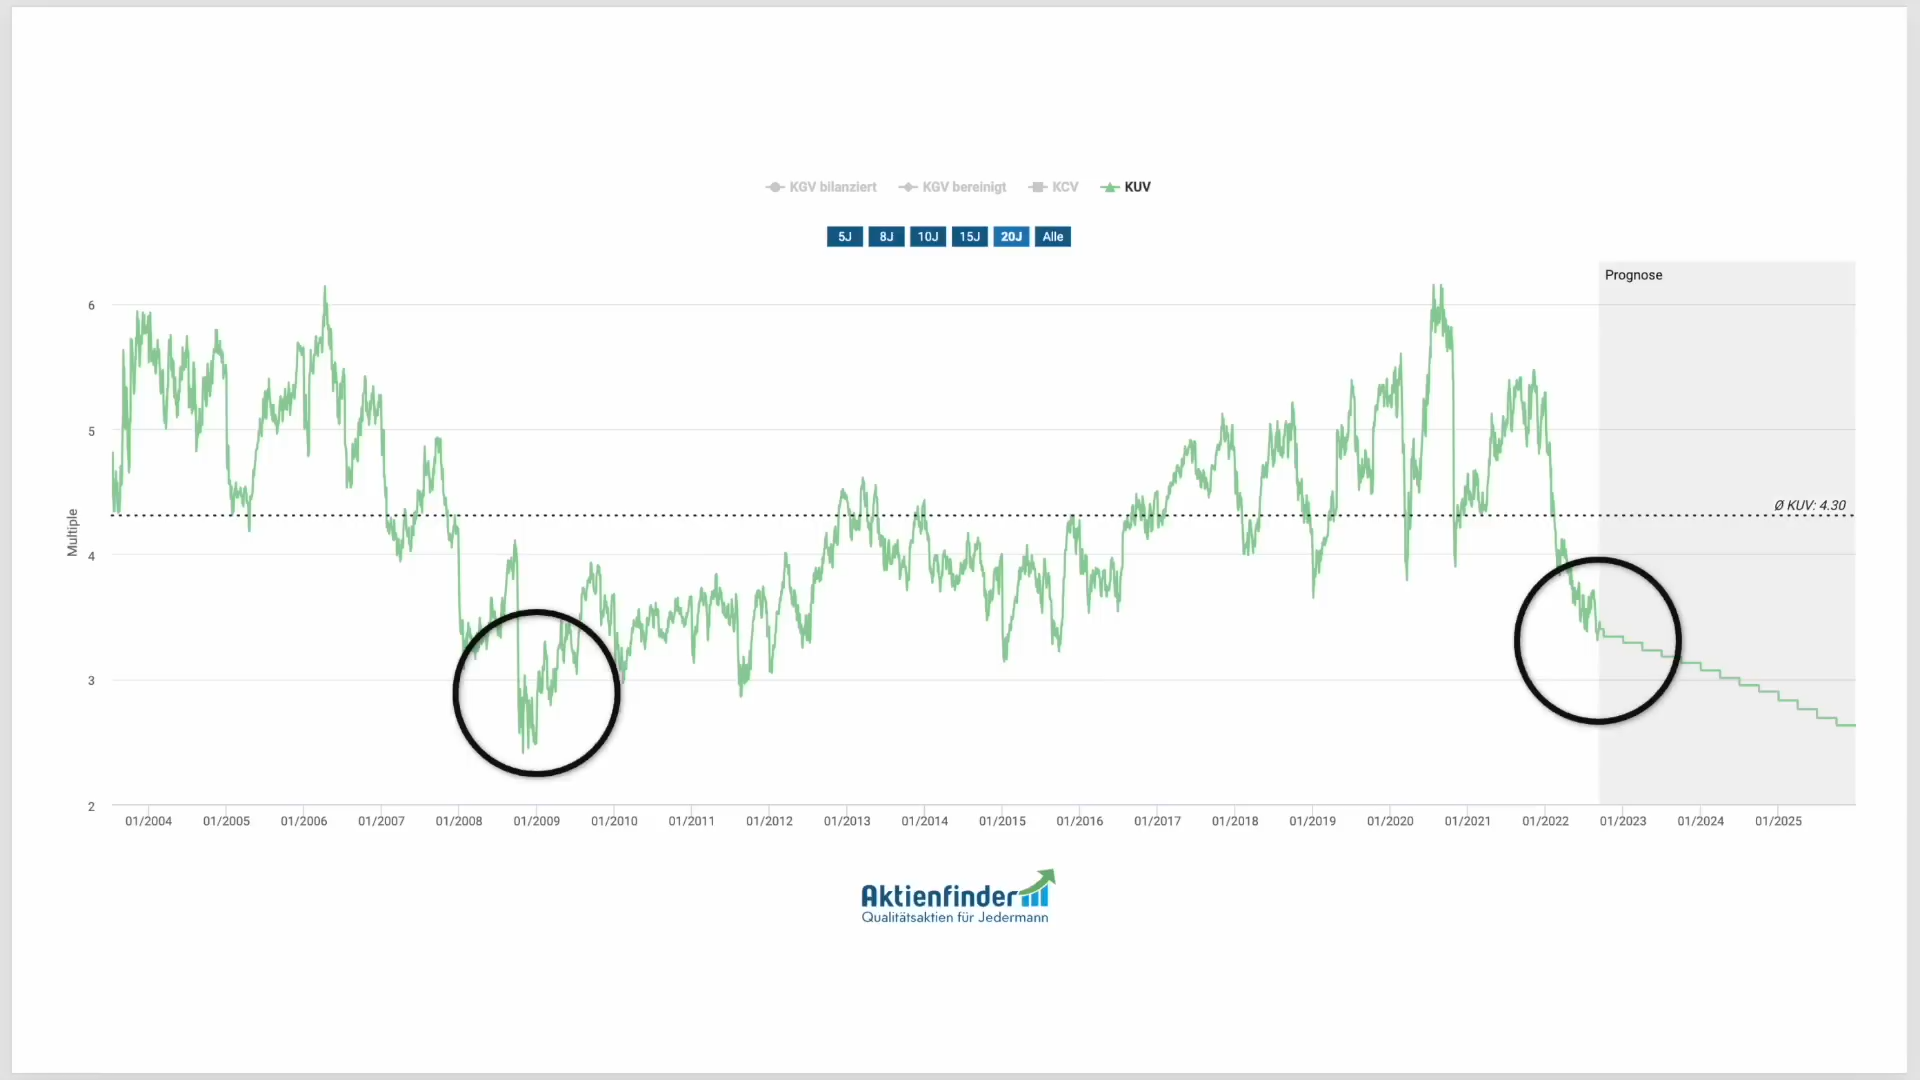 KGV bilanziert KGV bereinigt KCV KUV
5J 8J 10J 15J 20J Alle
Prognose
6
5
Ø KUV: 4.30
Multiple
4
3
2
01/2004 01/2005 01/2006 01/2007 01/2008 01/2009 01/2010 01/2011 01/2012 01/2013 01/2014 01/2015 01/2016 01/2017 01/2018 01/2019 01/2020 01/2021 01/2022 01/2023 01/2024 01/2025
Aktienfinder
Qualitätsaktien für Jedermann